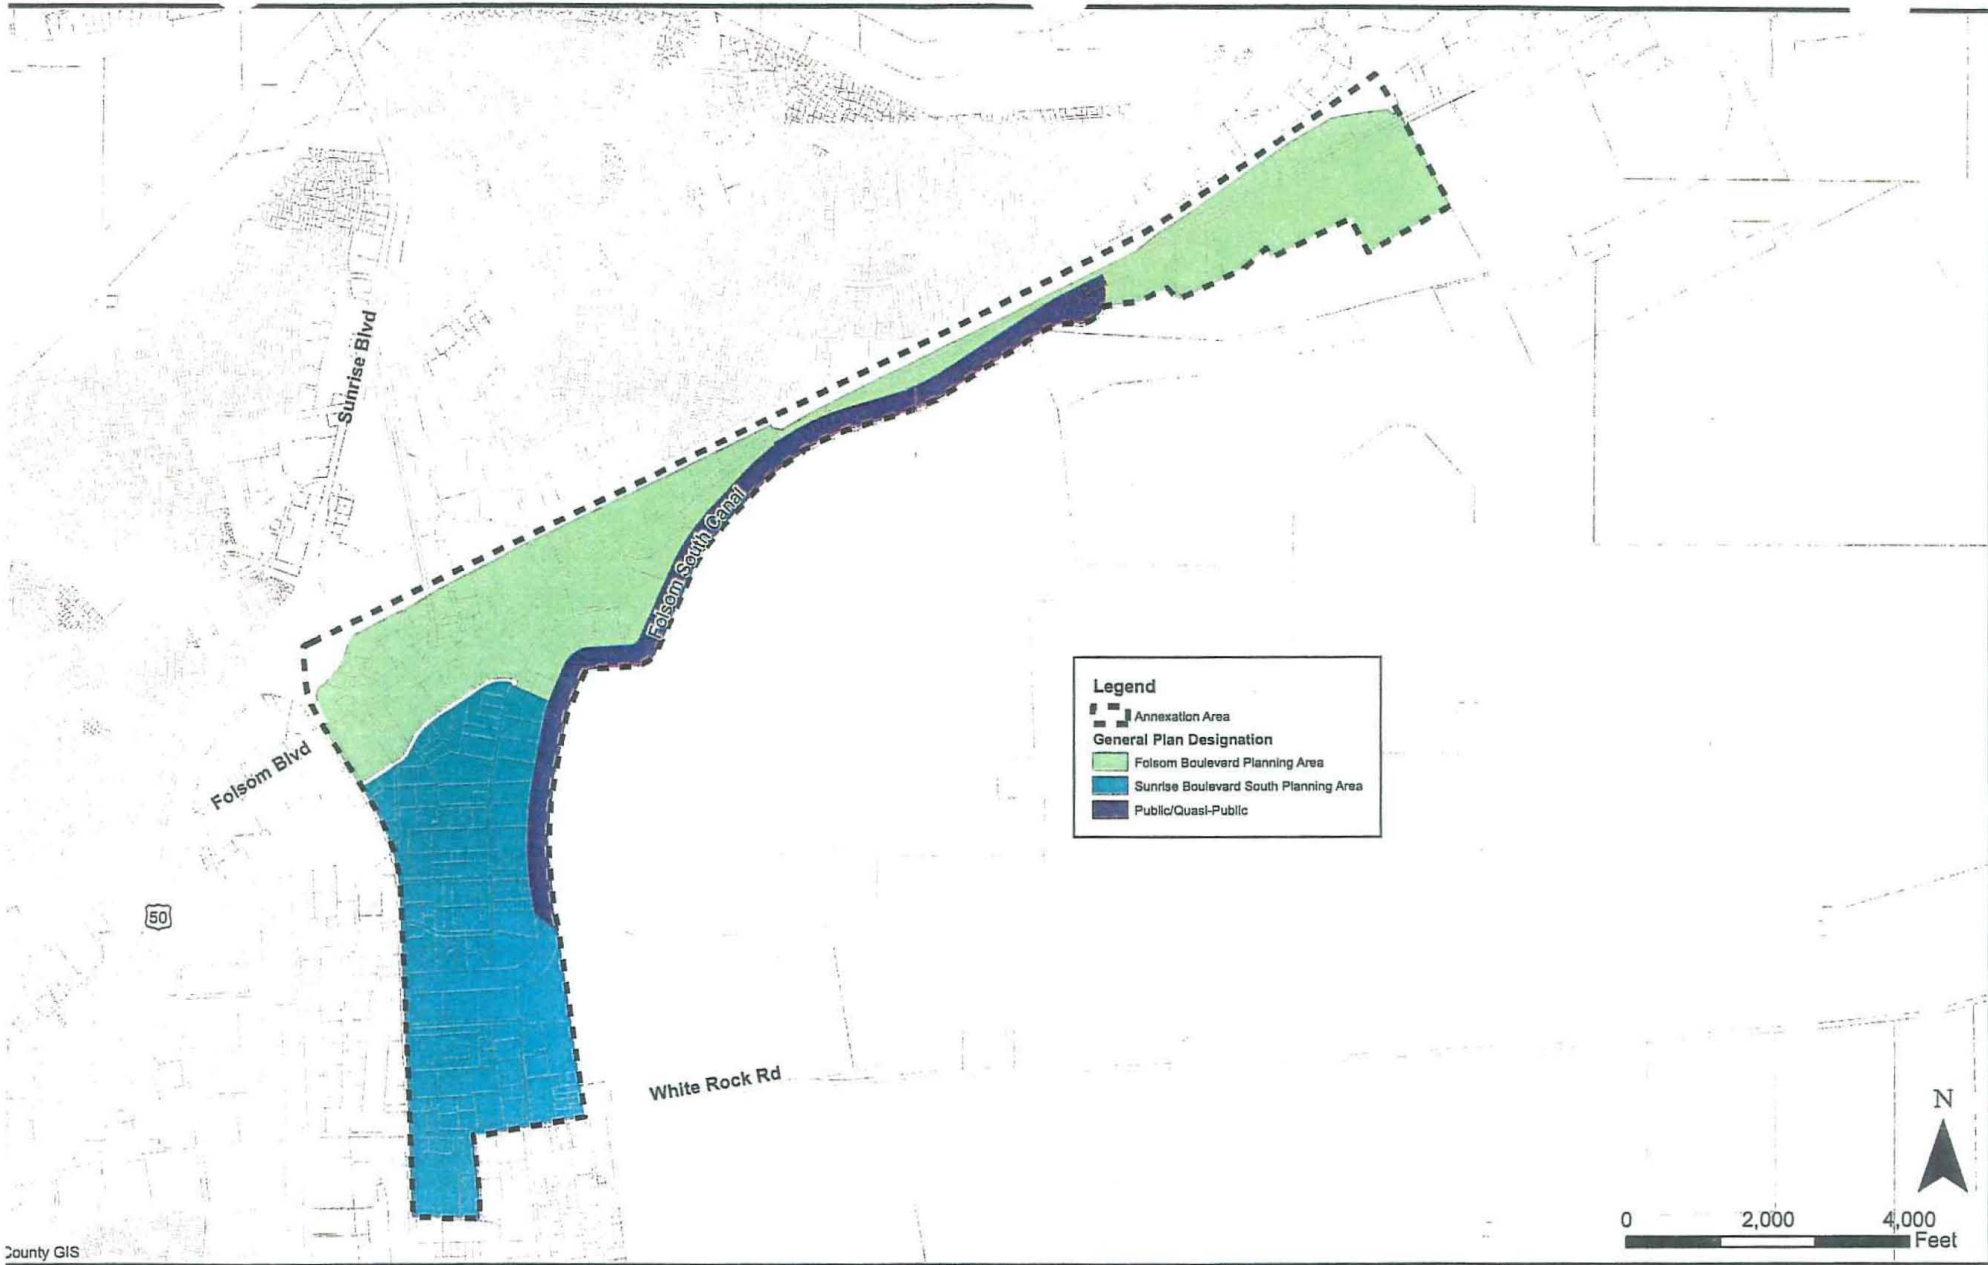 Sunrise Blvd
Folsom South Canal
Folsom Blvd
50
White Rock Rd
Legend
Annexation Area
General Plan Designation
Folsom Boulevard Planning Area
Sunrise Boulevard South Planning Area
Public/Quasi-Public
N
0 2,000 4,000
Feet
County GIS